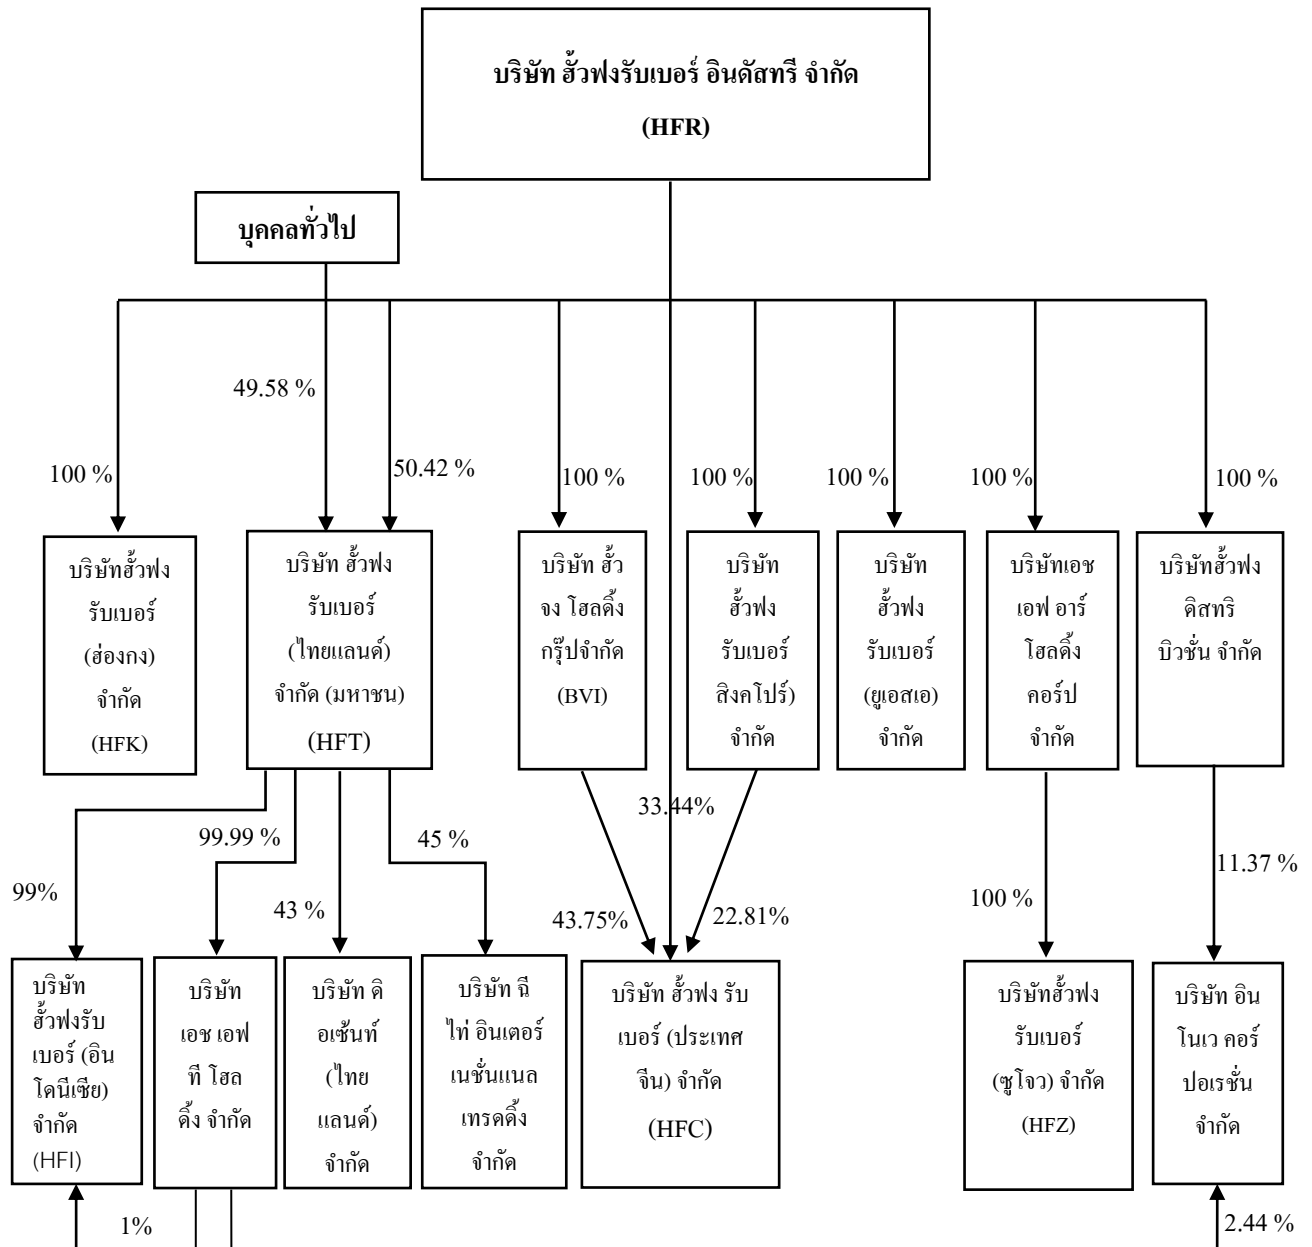 บริษัท ฮั้วฟงรับเบอร์ อินดัสทรี จำกัด
(HFR)
บุคคลทั่วไป
49.58 %
100 %
50.42 %
100 %
100 %
100 %
100 %
100 %
บริษัทฮั้วฟง
รับเบอร์
(ฮ่องกง)
จำกัด
(HFK)
บริษัท ฮั้วฟง
รับเบอร์
(ไทยแลนด์)
จำกัด (มหาชน)
(HFT)
บริษัท ฮั้ว
จง โฮลดิ้ง
กรุ๊ปจำกัด
(BVI)
บริษัท
ฮั้วฟง
รับเบอร์
สิงคโปร์)
จำกัด
บริษัท
ฮั้วฟง
รับเบอร์
(ยูเอสเอ)
จำกัด
บริษัทเอช
เอฟ อาร์
โฮลดิ้ง
คอร์ป
จำกัด
บริษัทฮั้วฟง
ดิสทริ
บิวชั่น จำกัด
99%
99.99 %
43 %
45 %
43.75%
33.44%
22.81%
100 %
11.37 %
บริษัท
ฮั้วฟงรับ
เบอร์ (อิน
โดนีเซีย)
จำกัด
(HFI)
บริษัท
เอช เอฟ
ที โฮล
ดิ้ง จำกัด
บริษัท ดิ
อเซ้นท์
(ไทย
แลนด์)
จำกัด
บริษัท ฉี
ไท่ อินเตอร์
เนชั่นแนล
เทรดดิ้ง
จำกัด
บริษัท ฮั้วฟง รับ
เบอร์ (ประเทศ
จีน) จำกัด
(HFC)
บริษัทฮั้วฟง
รับเบอร์
(ซูโจว) จำกัด
(HFZ)
บริษัท อิน
โนเว คอร์
ปอเรชั่น
จำกัด
1%
2.44 %